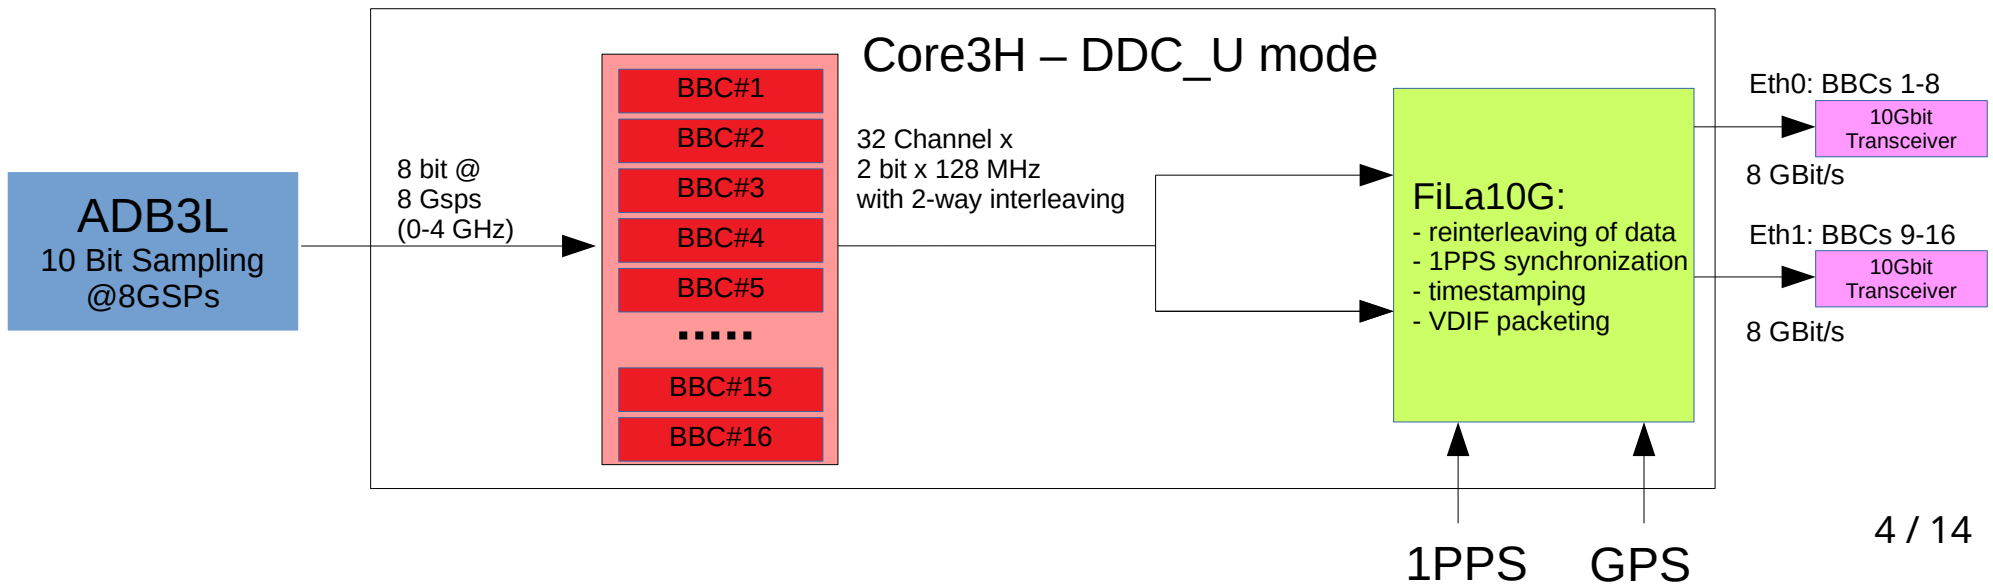 Core3H – DDC_U mode
ADB3L
10 Bit Sampling
@8GSPs
8 bit @
8 Gsps
(0-4 GHz)
BBC#1
BBC#2
BBC#3
BBC#4
BBC#5
.....
BBC#15
BBC#16
32 Channel x
2 bit x 128 MHz
with 2-way interleaving
FiLa10G:
- reinterleaving of data
- 1PPS synchronization
- timestamping
- VDIF packeting
Eth0: BBCs 1-8
10Gbit
Transceiver
8 GBit/s
Eth1: BBCs 9-16
10Gbit
Transceiver
8 GBit/s
1PPS
GPS
4 / 14